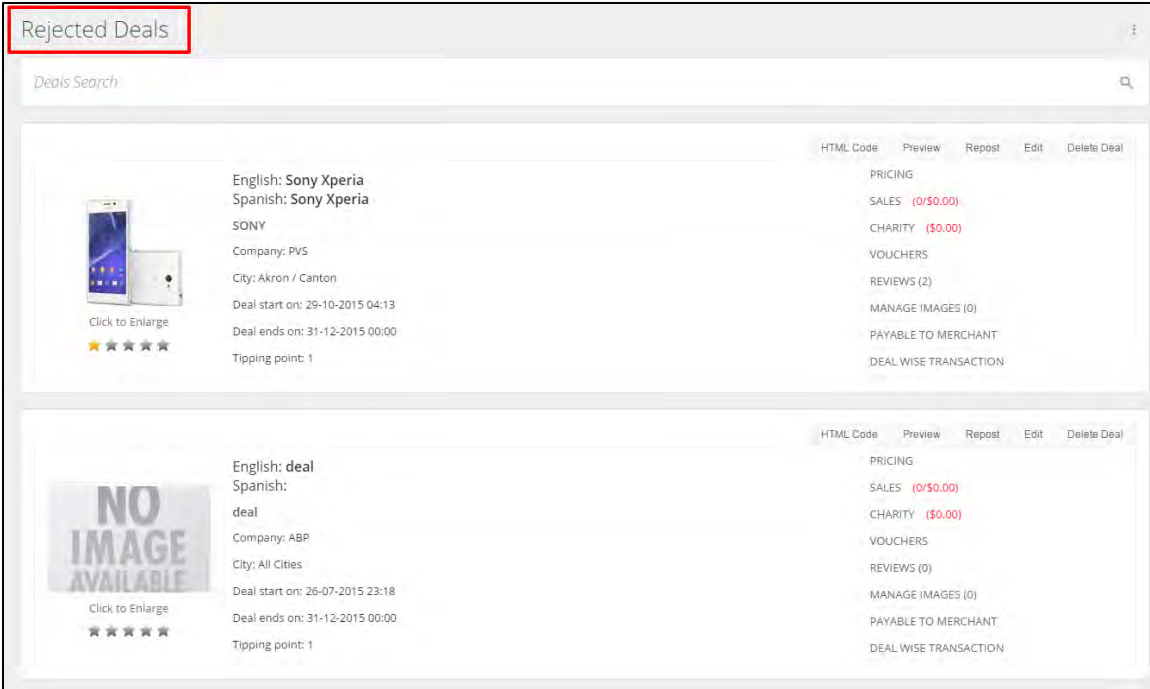 Rejected Deals
Deals Search
HTML Code Preview Repost Edit Delete Deal
English: Sony Xperia
Spanish: Sony Xperia
SONY
Company: PVS
City: Akron / Canton
Deal start on: 29-10-2015 04:13
Deal ends on: 31-12-2015 00:00
Tipping point: 1
Click to Enlarge
PRICING
SALES (0/$0.00)
CHARITY ($0.00)
VOUCHERS
REVIEWS (2)
MANAGE IMAGES (0)
PAYABLE TO MERCHANT
DEAL WISE TRANSACTION
HTML Code Preview Repost Edit Delete Deal
NO
IMAGE
AVAILABLE
Click to Enlarge
English: deal
Spanish:
deal
Company: ABP
City: All Cities
Deal start on: 26-07-2015 23:18
Deal ends on: 31-12-2015 00:00
Tipping point: 1
PRICING
SALES (0/$0.00)
CHARITY ($0.00)
VOUCHERS
REVIEWS (0)
MANAGE IMAGES (0)
PAYABLE TO MERCHANT
DEAL WISE TRANSACTION